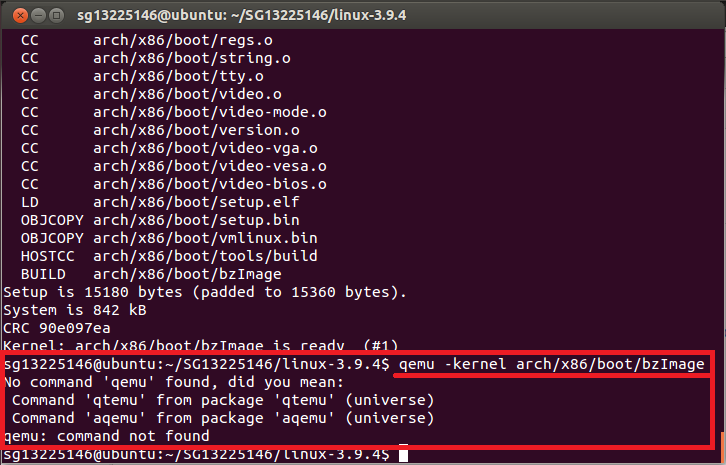 sg13225146@ubuntu: ~/SG13225146/linux-3.9.4
CC arch/x86/boot/regs.o
CC arch/x86/boot/string.o
CC arch/x86/boot/tty.o
CC arch/x86/boot/video.o
CC arch/x86/boot/video-mode.o
CC arch/x86/boot/version.o
CC arch/x86/boot/video-vga.o
CC arch/x86/boot/video-vesa.o
CC arch/x86/boot/video-bios.o
LD arch/x86/boot/setup.elf
OBJCOPY arch/x86/boot/setup.bin
OBJCOPY arch/x86/boot/vmlinux.bin
HOSTCC arch/x86/boot/tools/build
BUILD arch/x86/boot/bzImage
Setup is 15180 bytes (padded to 15360 bytes).
System is 842 kB
CRC 90e097ea
Kernel: arch/x86/boot/bzImage is ready (#1)
sg13225146@ubuntu:~/SG13225146/linux-3.9.4$ qemu -kernel arch/x86/boot/bzImage
No command 'qemu' found, did you mean:
Command 'qtemu' from package 'qtemu' (universe)
Command 'aqemu' from package 'aqemu' (universe)
qemu: command not found
sg13225146@ubuntu:~/SG13225146/linux-3.9.4$